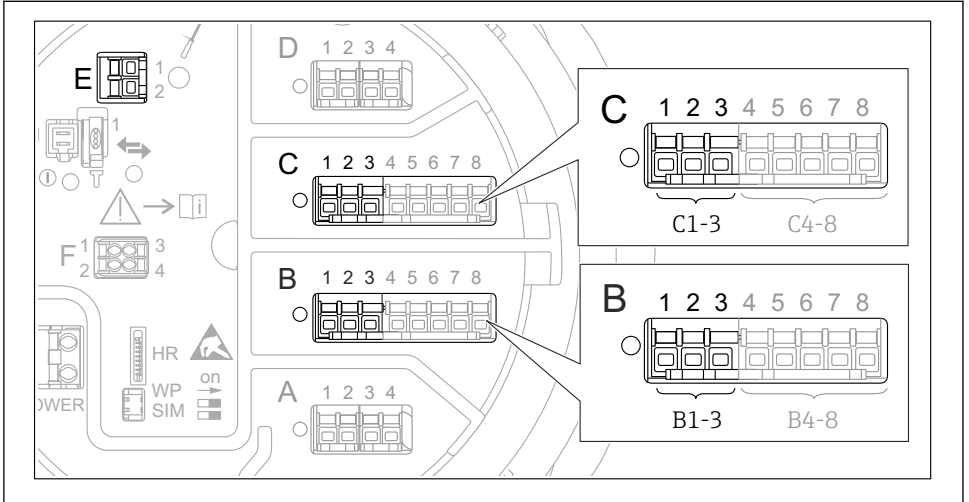 E 1
2
1
F 1 3
2 4
HR
on
WP
SIM
OWER
D 1 2 3 4
C 1 2 3 4 5 6 7 8
B 1 2 3 4 5 6 7 8
A 1 2 3 4
C 1 2 3 4 5 6 7 8
C1-3 C4-8
B 1 2 3 4 5 6 7 8
B1-3 B4-8